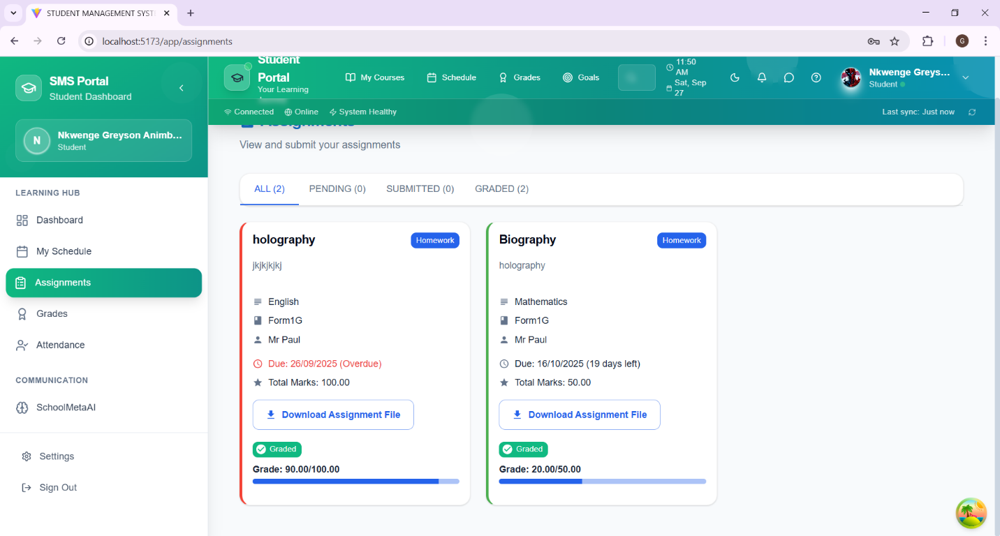 STUDENT MANAGEMENT SYST
localhost:5173/app/assignments
G
SMS Portal
Student Dashboard
N
Nkwenge Greyson Animb...
Student
LEARNING HUB
Dashboard
My Schedule
Assignments
Grades
Attendance
COMMUNICATION
SchoolMetaAI
Settings
Sign Out
Student
Portal
Your Learning
My Courses
Schedule
Grades
Goals
11:50
AM
Sat, Sep
27
Nkwenge Greys...
Student
Connected
Online
System Healthy
Last sync: Just now
Assignments
View and submit your assignments
ALL (2)
PENDING (0)
SUBMITTED (0)
GRADED (2)
holography
Homework
jkjkjkjkj
English
Form1G
Mr Paul
Due: 26/09/2025 (Overdue)
Total Marks: 100.00
Download Assignment File
Graded
Grade: 90.00/100.00
Biography
Homework
holography
Mathematics
Form1G
Mr Paul
Due: 16/10/2025 (19 days left)
Total Marks: 50.00
Download Assignment File
Graded
Grade: 20.00/50.00